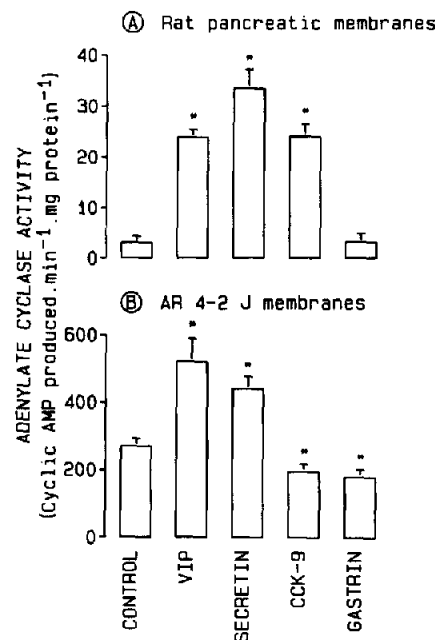 Ⓐ Rat pancreatic membranes
40
30
20
10
0
* * *
Ⓑ AR 4-2 J membranes
600
400
200
0
* * * *
ADENYLATE CYCLASE ACTIVITY
(Cyclic AMP produced.min⁻¹.mg protein⁻¹)
CONTROL
VIP
SECRETIN
CCK-9
GASTRIN